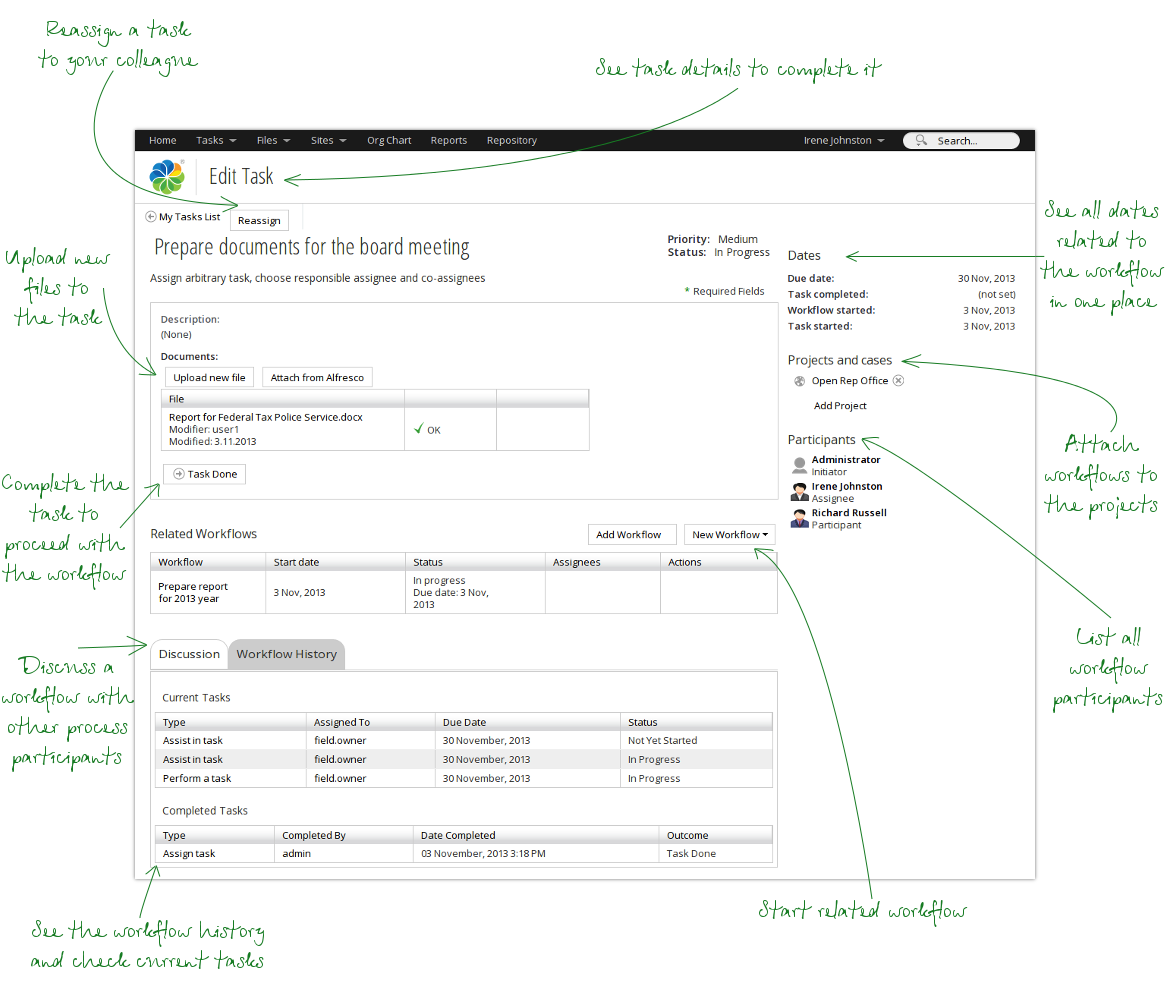 Reassign a task
to your colleague
See task details to complete it
Home Tasks Files Sites Org Chart Reports Repository Irene Johnston Search...
Edit Task
My Tasks List Reassign
Prepare documents for the board meeting
Priority: Medium
Status: In Progress
Assign arbitrary task, choose responsible assignee and co-assignees
* Required Fields
Description:
(None)
Documents:
Upload new file Attach from Alfresco
File
Report for Federal Tax Police Service.docx
Modifier: user1
Modified: 3.11.2013
OK
Task Done
Dates
Due date: 30 Nov, 2013
Task completed: (not set)
Workflow started: 3 Nov, 2013
Task started: 3 Nov, 2013
Projects and cases
Open Rep Office
Add Project
Participants
Administrator
Initiator
Irene Johnston
Assignee
Richard Russell
Participant
Related Workflows Add Workflow New Workflow
Workflow Start date Status Assignees Actions
Prepare report
for 2013 year
3 Nov, 2013
In progress
Due date: 3 Nov,
2013
Discussion Workflow History
Current Tasks
Type Assigned To Due Date Status
Assist in task field.owner 30 November, 2013 Not Yet Started
Assist in task field.owner 30 November, 2013 In Progress
Perform a task field.owner 30 November, 2013 In Progress
Completed Tasks
Type Completed By Date Completed Outcome
Assign task admin 03 November, 2013 3:18 PM Task Done
Upload new
files to
the task
Complete the
task to
proceed with
the workflow
Discuss a
workflow with
other process
participants
See the workflow history
and check current tasks
See all dates
related to
the workflow
in one place
Attach
workflows to
the projects
List all
workflow
participants
Start related workflow